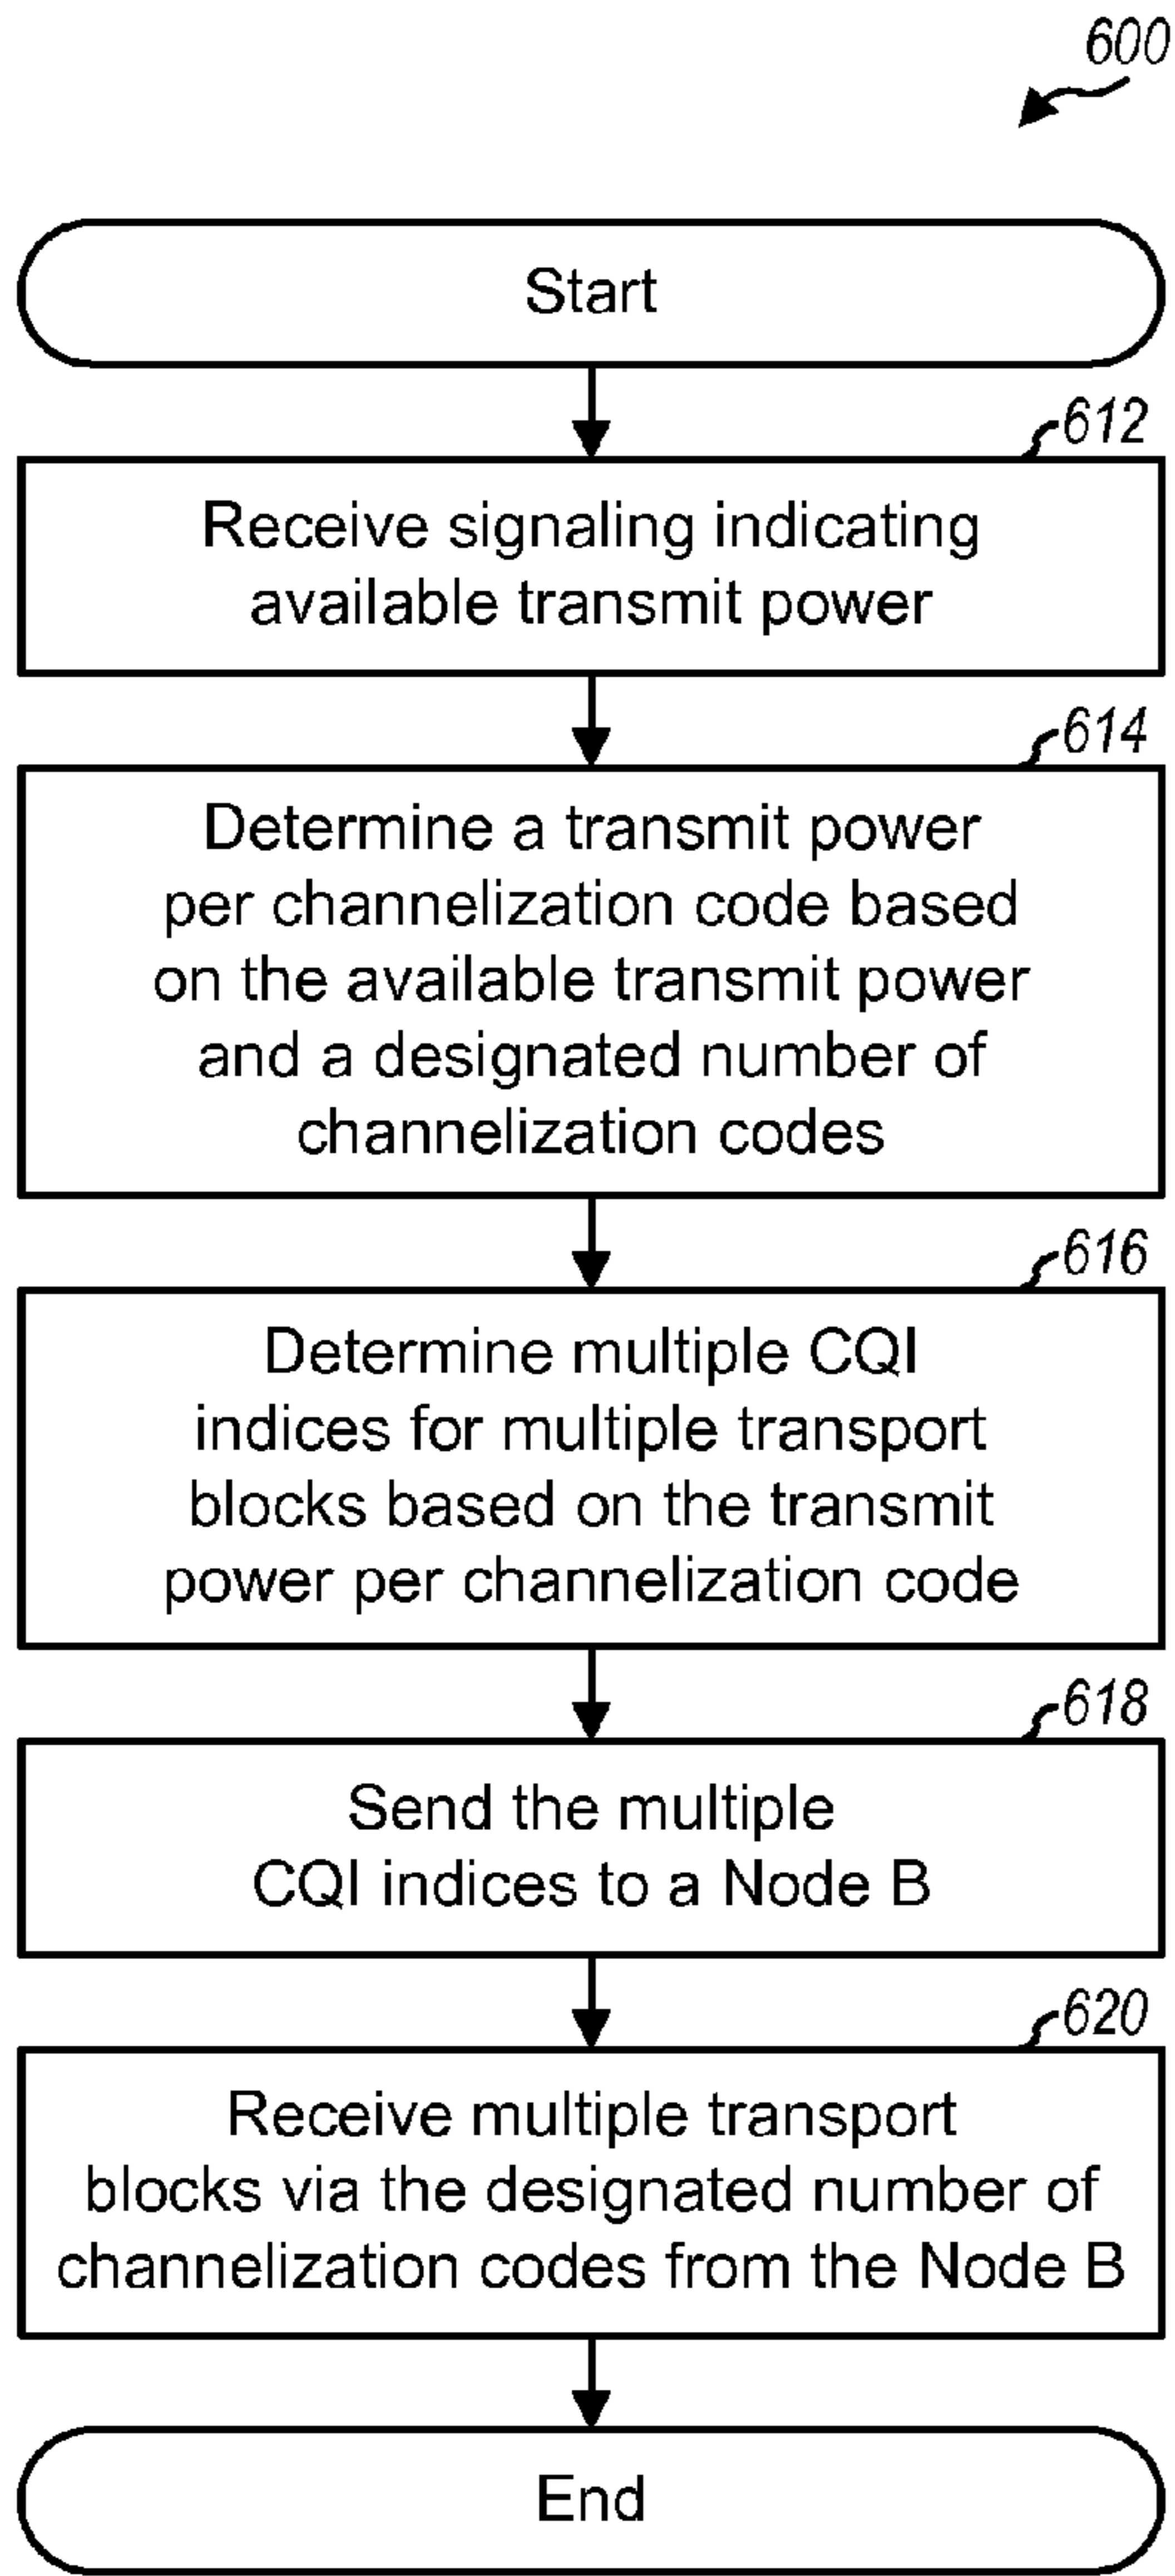 600
Start
612
Receive signaling indicating
available transmit power
614
Determine a transmit power
per channelization code based
on the available transmit power
and a designated number of
channelization codes
616
Determine multiple CQI
indices for multiple transport
blocks based on the transmit
power per channelization code
618
Send the multiple
CQI indices to a Node B
620
Receive multiple transport
blocks via the designated number of
channelization codes from the Node B
End